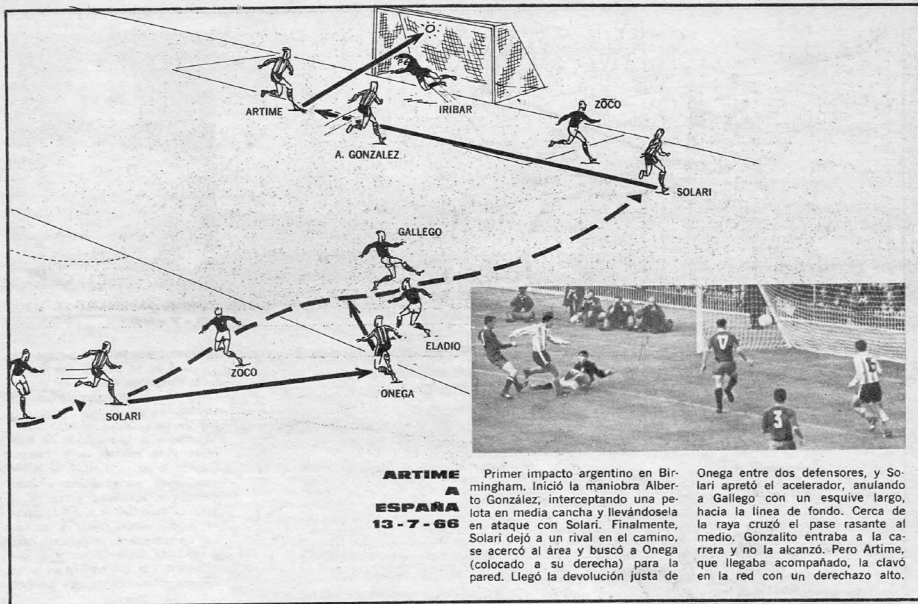 ARTIME
IRIBAR
A. GONZALEZ
ZOCO
SOLARI
GALLEGO
ELADIO
ZOCO
ONEGA
SOLARI
17
6
3
ARTIME
A
ESPAÑA
13-7-66
Primer impacto argentino en Bir-
mingham. Inició la maniobra Alber-
to González, interceptando una pe-
lota en media cancha y llevándosela
en ataque con Solari. Finalmente,
Solari dejó a un rival en el camino,
se acercó al área y buscó a Onega
(colocado a su derecha) para la
pared. Llegó la devolución justa de
Onega entre dos defensores, y So-
lari apretó el acelerador, anulando
a Gallego con un esquive largo,
hacia la línea de fondo. Cerca de
la raya cruzó el pase rasante al
medio. Gonzalito entraba a la ca-
rrera y no la alcanzó. Pero Artime,
que llegaba acompañado, la clavó
en la red con un derechazo alto.